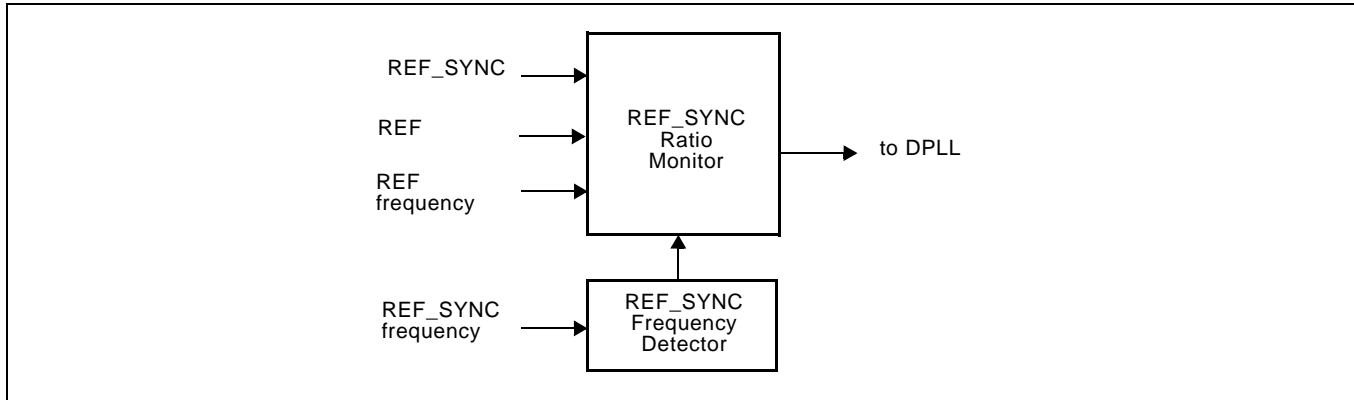 REF_SYNC
REF
REF
frequency
REF_SYNC
Ratio
Monitor
to DPLL
REF_SYNC
frequency
REF_SYNC
Frequency
Detector